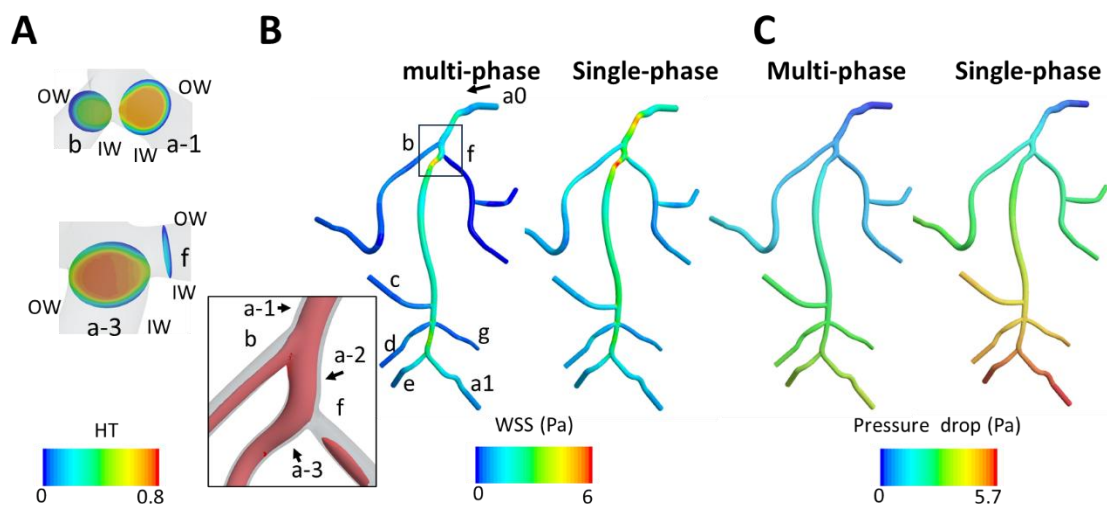 A
B
C
multi-phase
Single-phase
Multi-phase
Single-phase
a0
OW
OW
b
IW
IW
a-1
b
f
OW
f
OW
IW
a-3
IW
c
d
g
e
a1
a-1
b
a-2
f
a-3
HT
0
0.8
WSS (Pa)
0
6
Pressure drop (Pa)
0
5.7